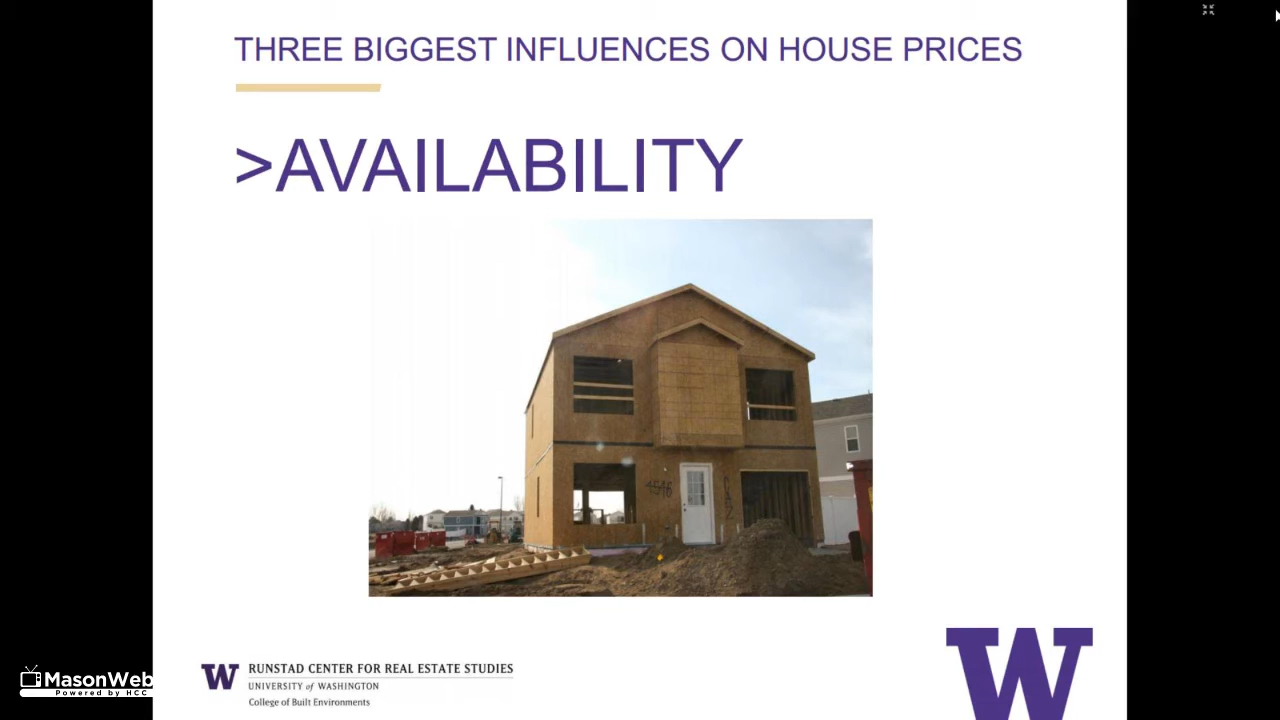 THREE BIGGEST INFLUENCES ON HOUSE PRICES
>AVAILABILITY
4546
W RUNSTAD CENTER FOR REAL ESTATE STUDIES
UNIVERSITY of WASHINGTON
College of Built Environments
W
MasonWeb
Powered by HCC